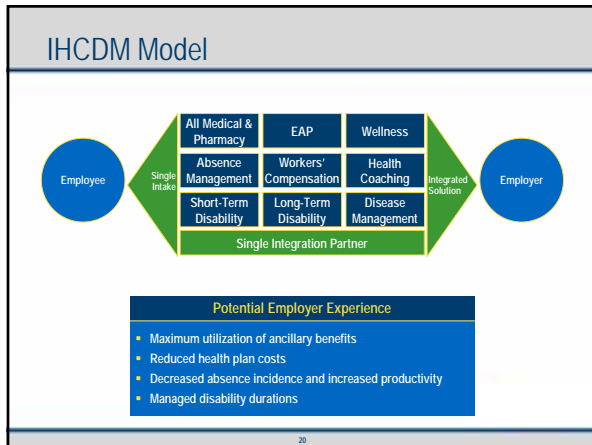 IHCDM Model
All Medical &
Pharmacy
EAP
Wellness
Employee
Single
Intake
Absence
Management
Workers'
Compensation
Health
Coaching
Integrated
Solution
Employer
Short-Term
Disability
Long-Term
Disability
Disease
Management
Single Integration Partner
Potential Employer Experience
▪ Maximum utilization of ancillary benefits
▪ Reduced health plan costs
▪ Decreased absence incidence and increased productivity
▪ Managed disability durations
20